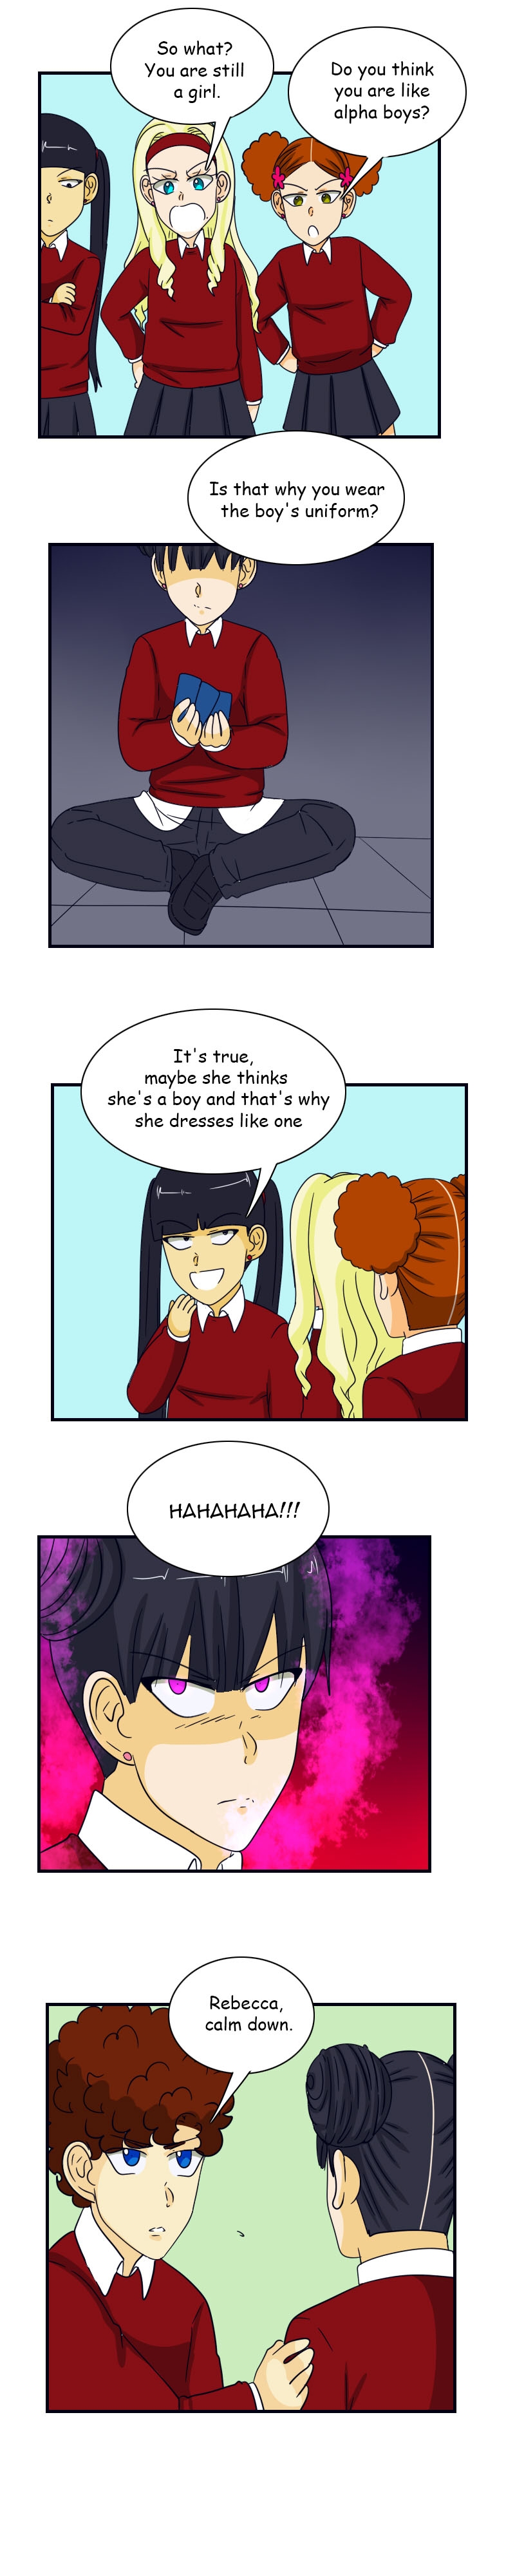 So what?
You are still
a girl.
Do you think
you are like
alpha boys?
Is that why you wear
the boy's uniform?
It's true,
maybe she thinks
she's a boy and that's why
she dresses like one
HAHAHAHA!!!
Rebecca,
calm down.